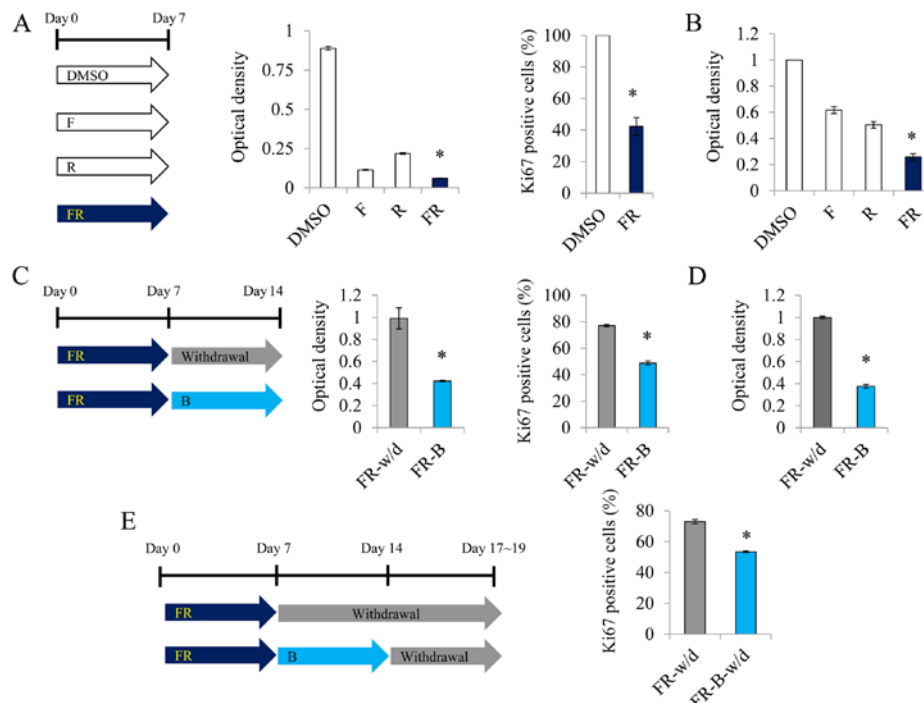 A
Day 0 Day 7
DMSO
F
R
FR
Optical density
1
0.75
0.5
0.25
0
*
DMSO F R FR
Ki67 positive cells (%)
100
80
60
40
20
0
*
DMSO FR
B
Optical density
1.2
1
0.8
0.6
0.4
0.2
0
*
DMSO F R FR
C
Day 0 Day 7 Day 14
FR Withdrawal
FR B
Optical density
1.2
1
0.8
0.6
0.4
0.2
0
*
FR-w/d FR-B
Ki67 positive cells (%)
100
80
60
40
20
0
*
FR-w/d FR-B
D
Optical density
1.2
1
0.8
0.6
0.4
0.2
0
*
FR-w/d FR-B
E
Day 0 Day 7 Day 14 Day 17~19
FR Withdrawal
FR B Withdrawal
Ki67 positive cells (%)
80
60
40
20
0
*
FR-w/d FR-B-w/d